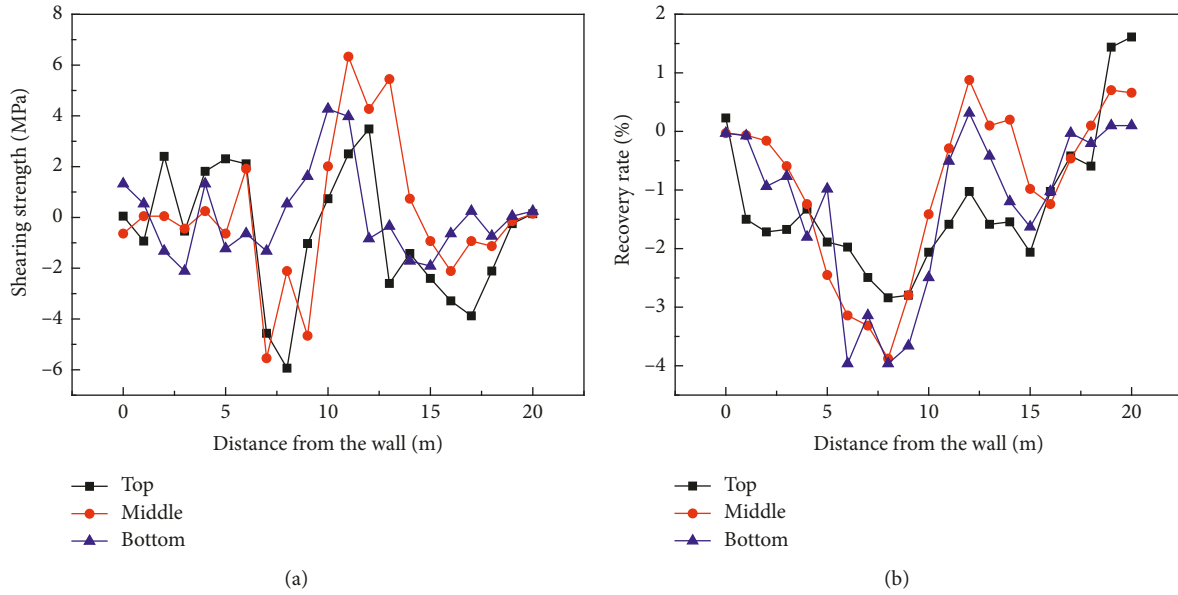 8
6
4
2
0
−2
−4
−6
Shearing strength (MPa)
0 5 10 15 20
Distance from the wall (m)
Top
Middle
Bottom
(a)
2
1
0
−1
−2
−3
−4
Recovery rate (%)
0 5 10 15 20
Distance from the wall (m)
Top
Middle
Bottom
(b)